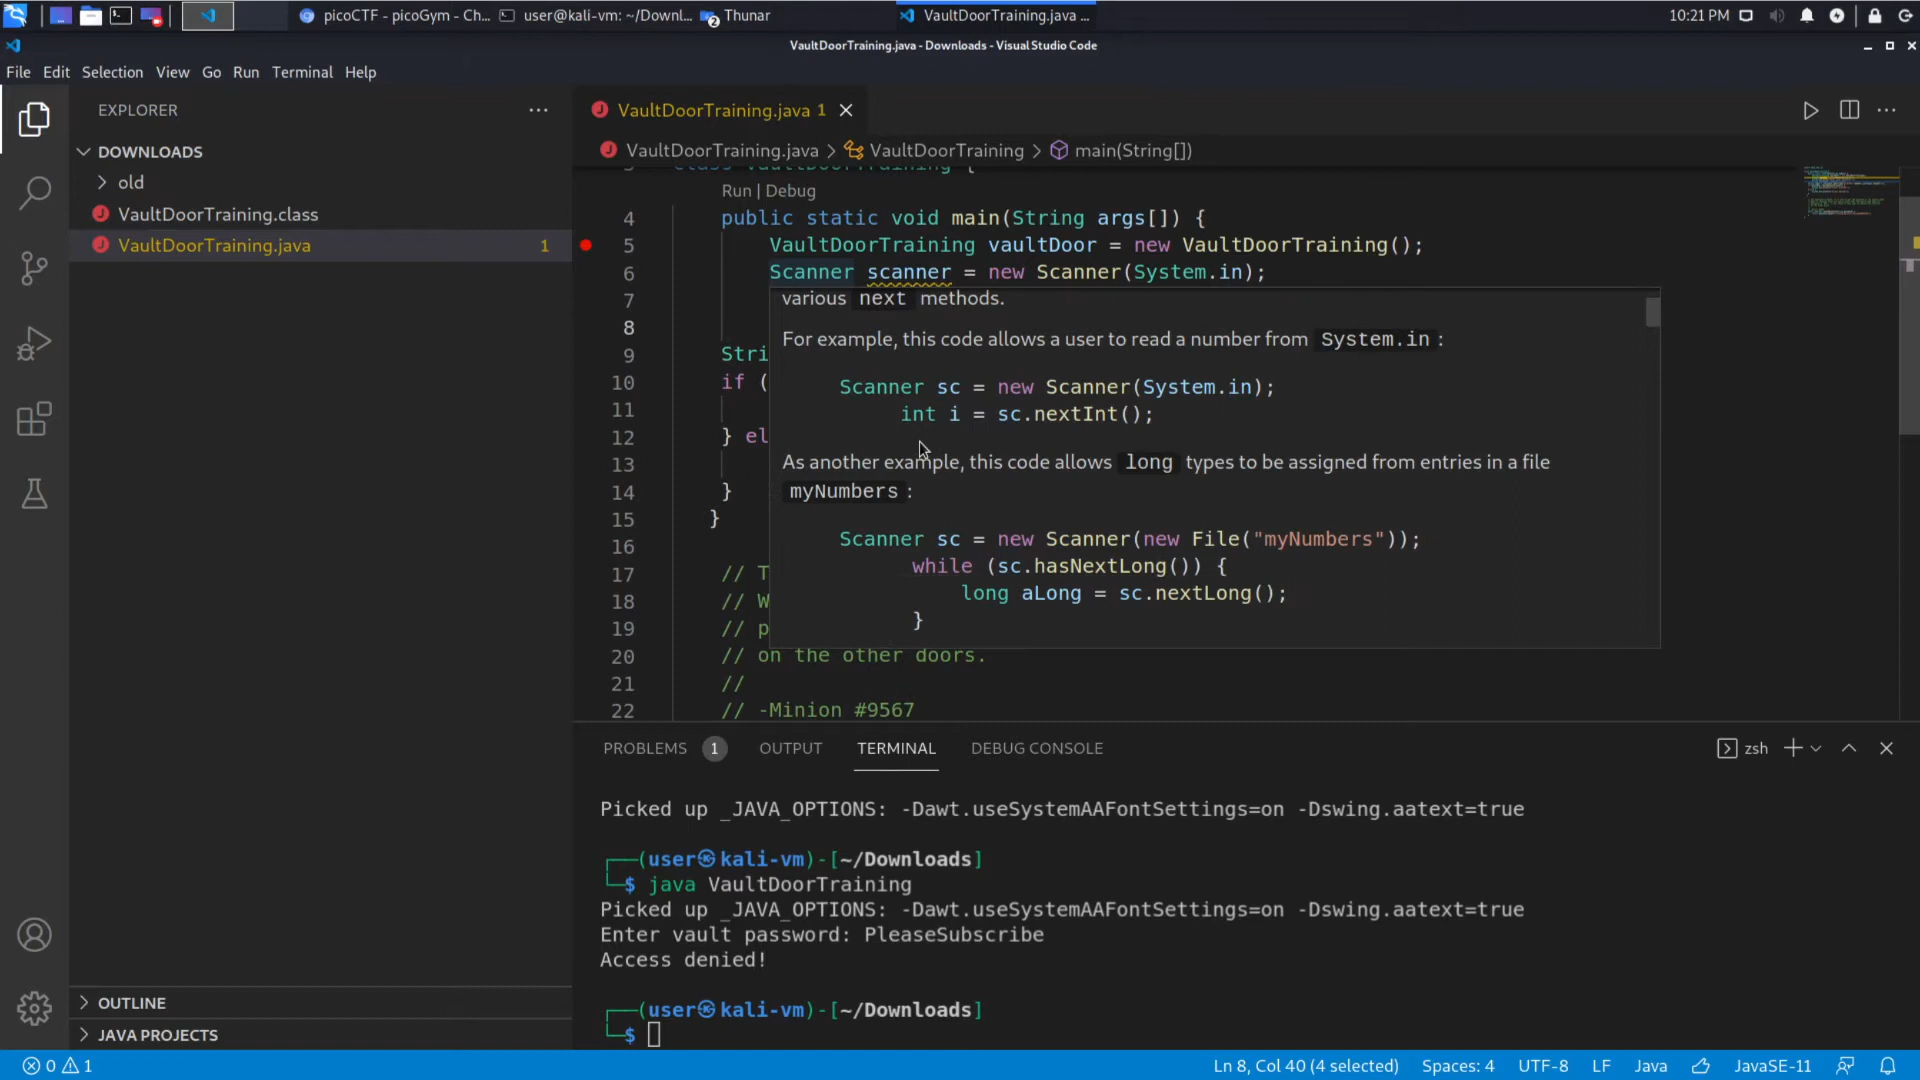 picoCTF - picoGym - Ch...
user@kali-vm: ~/Downl...
2
Thunar
VaultDoorTraining.java ...
10:21 PM
VaultDoorTraining.java - Downloads - Visual Studio Code
File Edit Selection View Go Run Terminal Help
EXPLORER
DOWNLOADS
old
VaultDoorTraining.class
VaultDoorTraining.java 1
OUTLINE
JAVA PROJECTS
VaultDoorTraining.java 1
VaultDoorTraining.java > VaultDoorTraining > main(String[])
3 class VaultDoorTraining {
Run | Debug
4 public static void main(String args[]) {
5 VaultDoorTraining vaultDoor = new VaultDoorTraining();
6 Scanner scanner = new Scanner(System.in);
7
8
9 Stri
10 if (
11
12 } el
13
14 }
15 }
16
17 // T
18 // W
19 // p
20 // on the other doors.
21 //
22 // -Minion #9567
various next methods.
For example, this code allows a user to read a number from System.in :
Scanner sc = new Scanner(System.in);
int i = sc.nextInt();
As another example, this code allows long types to be assigned from entries in a file
myNumbers :
Scanner sc = new Scanner(new File("myNumbers"));
while (sc.hasNextLong()) {
long aLong = sc.nextLong();
}
PROBLEMS 1 OUTPUT TERMINAL DEBUG CONSOLE
zsh
Picked up _JAVA_OPTIONS: -Dawt.useSystemAAFontSettings=on -Dswing.aatext=true
┌──(user㉿kali-vm)-[~/Downloads]
└─$ java VaultDoorTraining
Picked up _JAVA_OPTIONS: -Dawt.useSystemAAFontSettings=on -Dswing.aatext=true
Enter vault password: PleaseSubscribe
Access denied!
┌──(user㉿kali-vm)-[~/Downloads]
└─$
0 1
Ln 8, Col 40 (4 selected) Spaces: 4 UTF-8 LF Java JavaSE-11